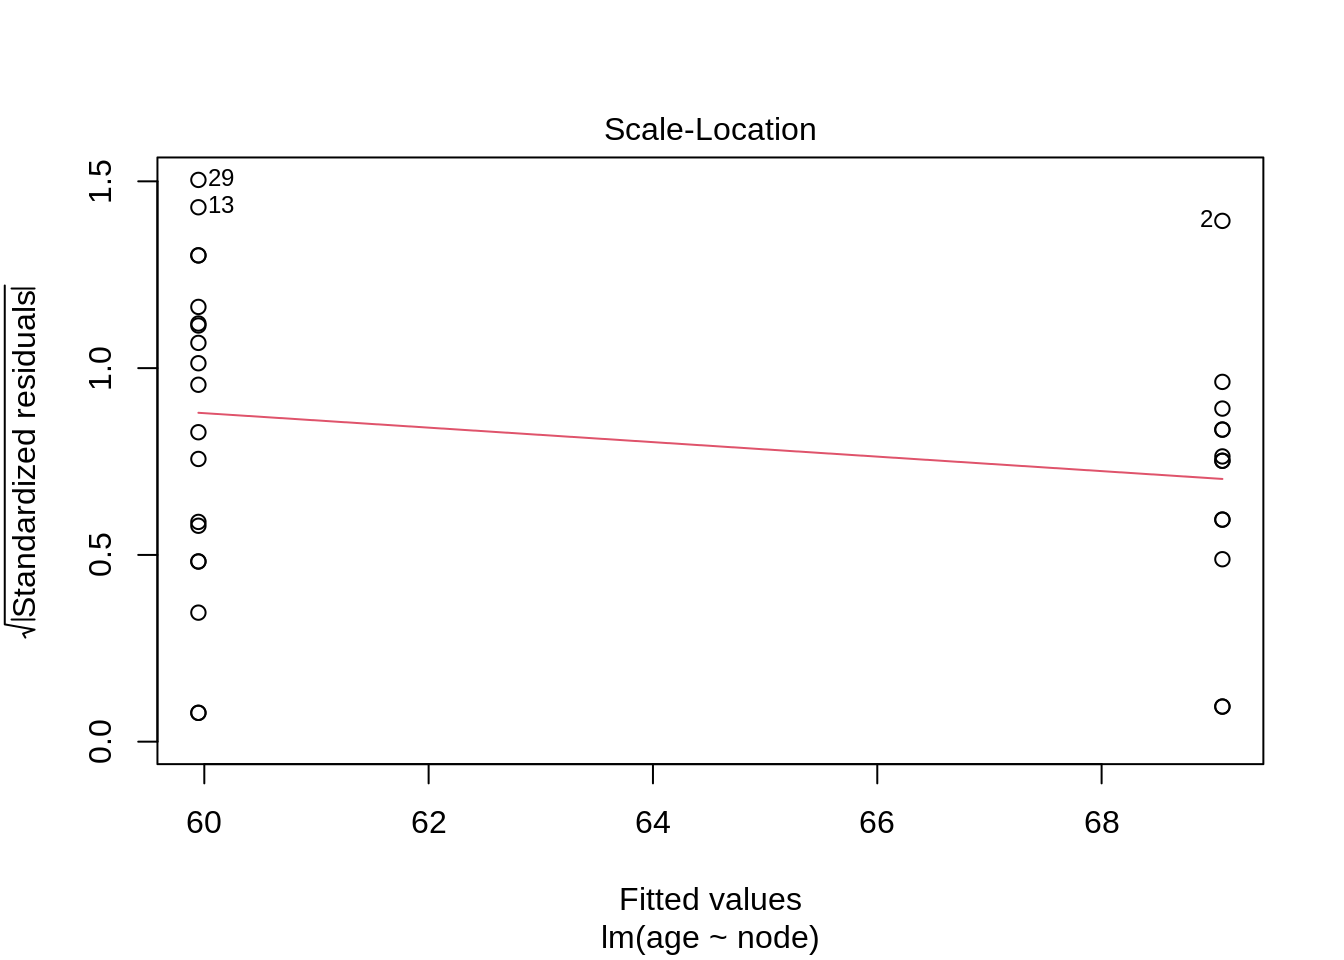 Scale-Location
√|Standardized residuals|
1.5
1.0
0.5
0.0
29
13
2
60 62 64 66 68
Fitted values
lm(age ~ node)